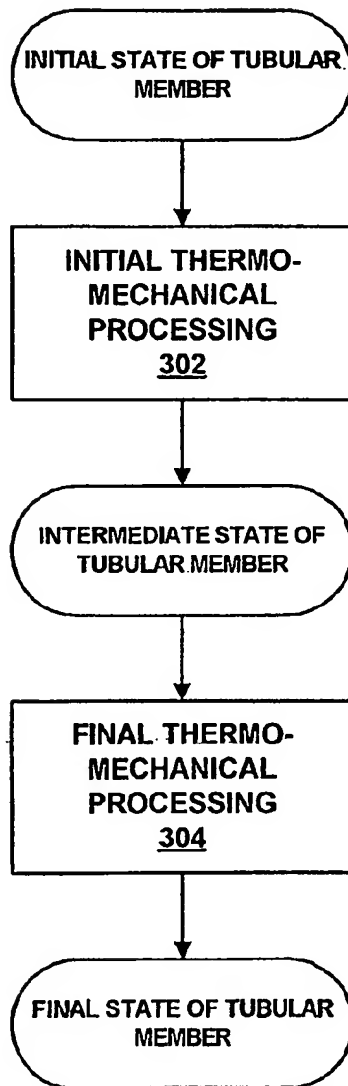 INITIAL STATE OF TUBULAR
MEMBER
INITIAL THERMO-
MECHANICAL
PROCESSING
302
INTERMEDIATE STATE OF
TUBULAR MEMBER
FINAL THERMO-
MECHANICAL
PROCESSING
304
FINAL STATE OF TUBULAR
MEMBER